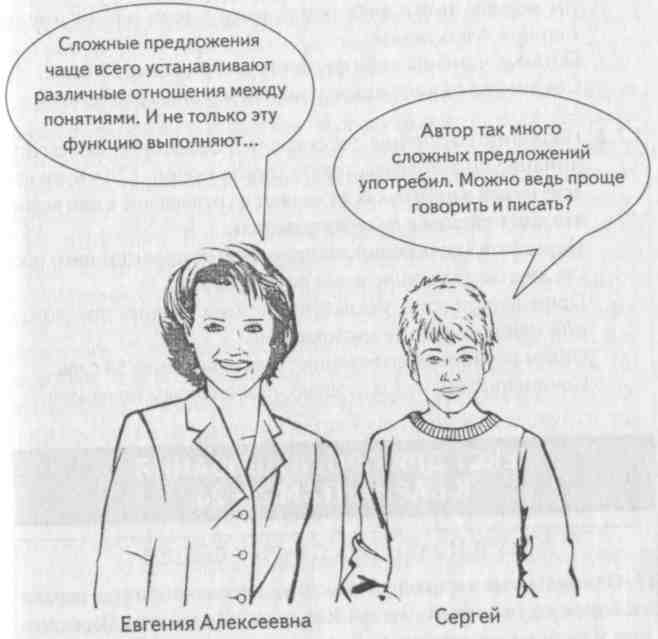 Сложные предложения
чаще всего устанавливают
различные отношения между
понятиями. И не только эту
функцию выполняют...
Автор так много
сложных предложений
употребил. Можно ведь проще
говорить и писать?
Евгения Алексеевна
Сергей